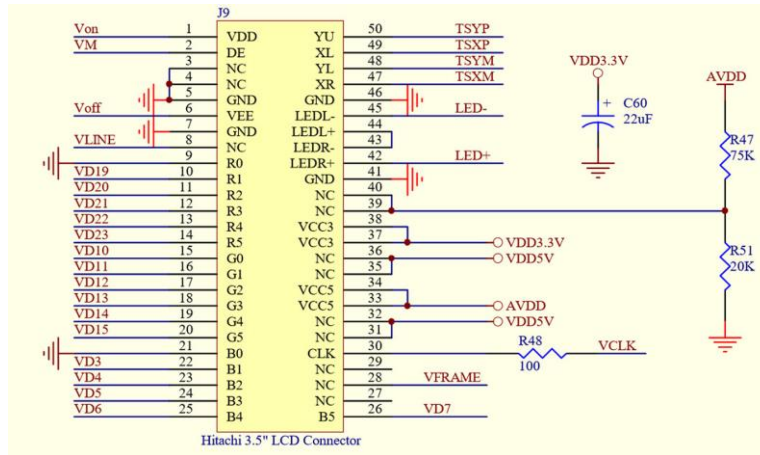 J9
Von 1 VDD YU 50 TSYP
VM 2 DE XL 49 TSXP
3 NC YL 48 TSYM
4 NC XR 47 TSXM
5 GND GND 46
Voff 6 VEE LEDL- 45 LED-
7 GND LEDL+ 44
VLINE 8 NC LEDR- 43
9 R0 LEDR+ 42 LED+
VD19 10 R1 GND 41
VD20 11 R2 NC 40
VD21 12 R3 NC 39
VD22 13 R4 VCC3 38
VD23 14 R5 VCC3 37 VDD3.3V
VD10 15 G0 NC 36 VDD5V
VD11 16 G1 NC 35
VD12 17 G2 VCC5 34
VD13 18 G3 VCC5 33 AVDD
VD14 19 G4 NC 32 VDD5V
VD15 20 G5 NC 31
21 B0 CLK 30
VD3 22 B1 NC 29
VD4 23 B2 NC 28 VFRAME
VD5 24 B3 NC 27
VD6 25 B4 B5 26 VD7
Hitachi 3.5" LCD Connector
R48
100
VCLK
VDD3.3V
+ C60
22uF
AVDD
R47
75K
R51
20K